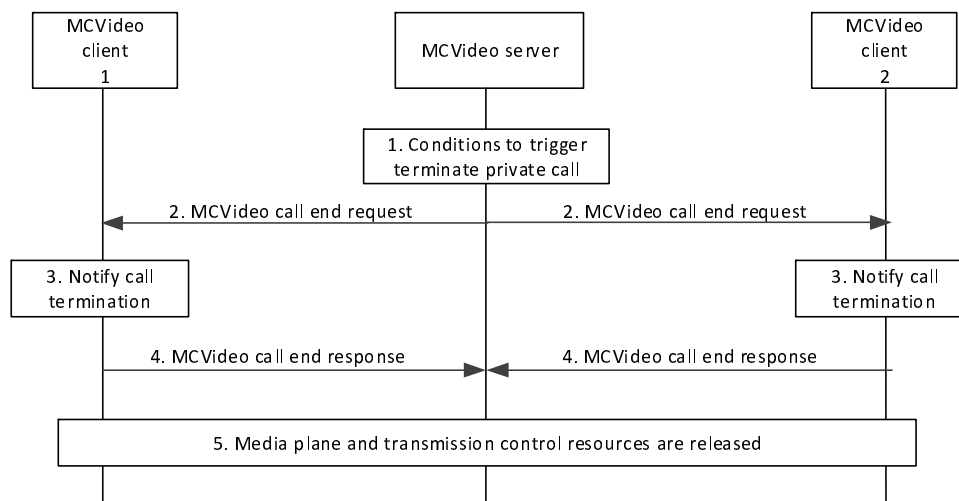 MCVideo
client
1
MCVideo server
MCVideo
client
2
1. Conditions to trigger
terminate private call
2. MCVideo call end request
2. MCVideo call end request
3. Notify call
termination
3. Notify call
termination
4. MCVideo call end response
4. MCVideo call end response
5. Media plane and transmission control resources are released